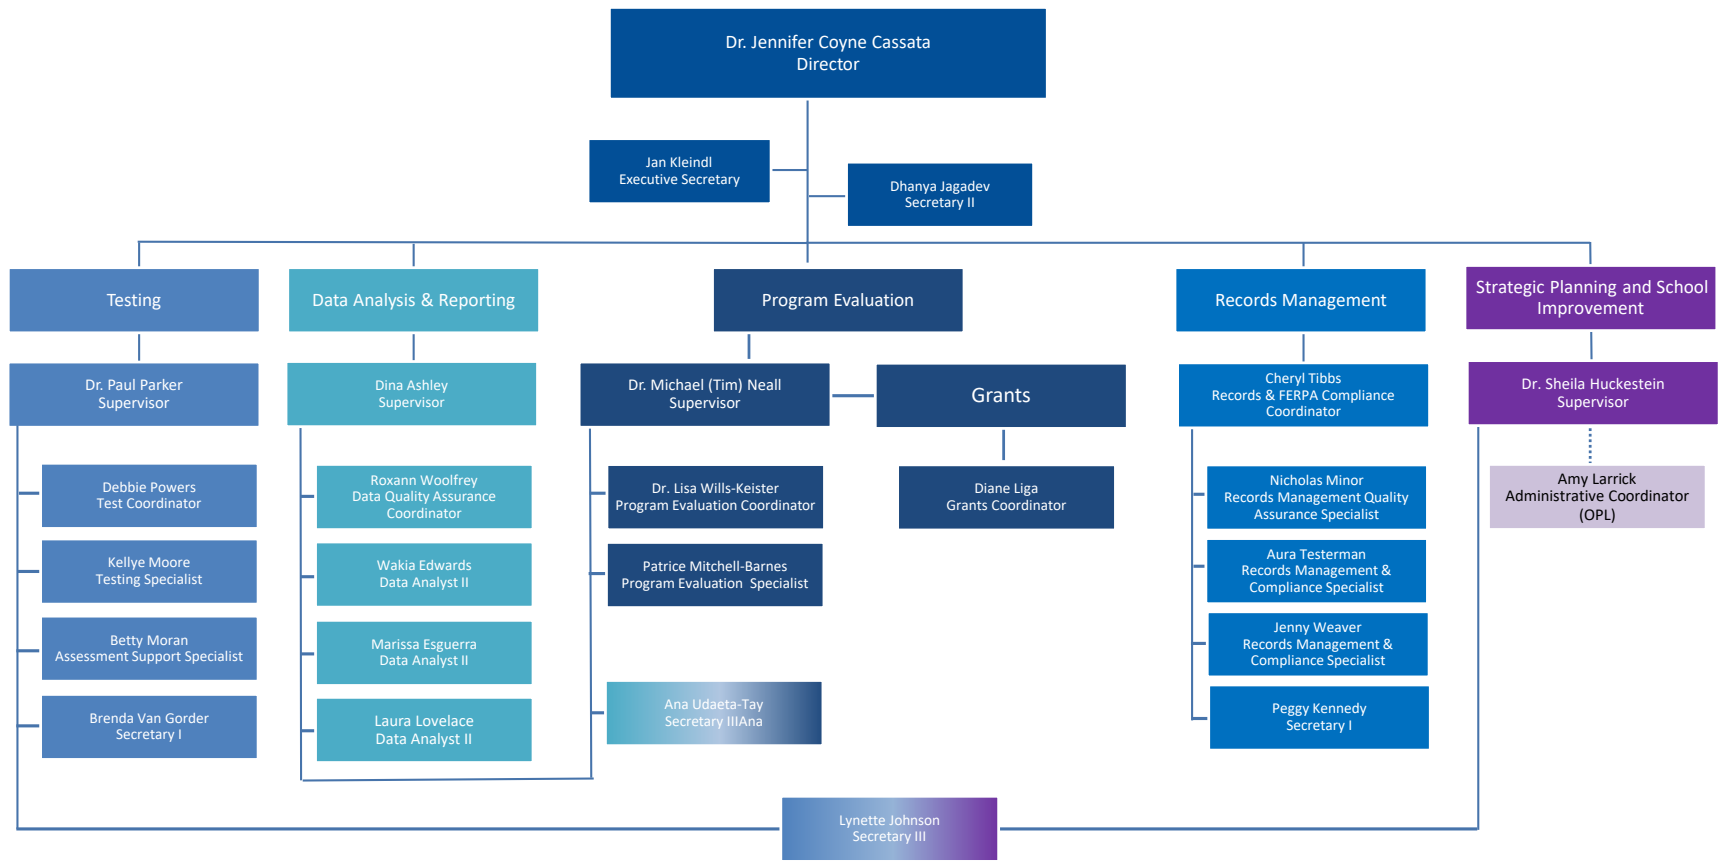 Dr. Jennifer Coyne Cassata
Director
Jan Kleindl
Executive Secretary
Dhanya Jagadev
Secretary II
Testing
Data Analysis & Reporting
Program Evaluation
Records Management
Strategic Planning and School
Improvement
Dr. Paul Parker
Supervisor
Dina Ashley
Supervisor
Dr. Michael (Tim) Neall
Supervisor
Grants
Cheryl Tibbs
Records & FERPA Compliance
Coordinator
Dr. Sheila Huckestein
Supervisor
Debbie Powers
Test Coordinator
Roxann Woolfrey
Data Quality Assurance
Coordinator
Dr. Lisa Wills-Keister
Program Evaluation Coordinator
Diane Liga
Grants Coordinator
Nicholas Minor
Records Management Quality
Assurance Specialist
Amy Larrick
Administrative Coordinator
(OPL)
Kellye Moore
Testing Specialist
Wakia Edwards
Data Analyst II
Patrice Mitchell-Barnes
Program Evaluation Specialist
Aura Testerman
Records Management &
Compliance Specialist
Betty Moran
Assessment Support Specialist
Marissa Esguerra
Data Analyst II
Jenny Weaver
Records Management &
Compliance Specialist
Brenda Van Gorder
Secretary I
Laura Lovelace
Data Analyst II
Ana Udaeta-Tay
Secretary IIIAna
Peggy Kennedy
Secretary I
Lynette Johnson
Secretary III